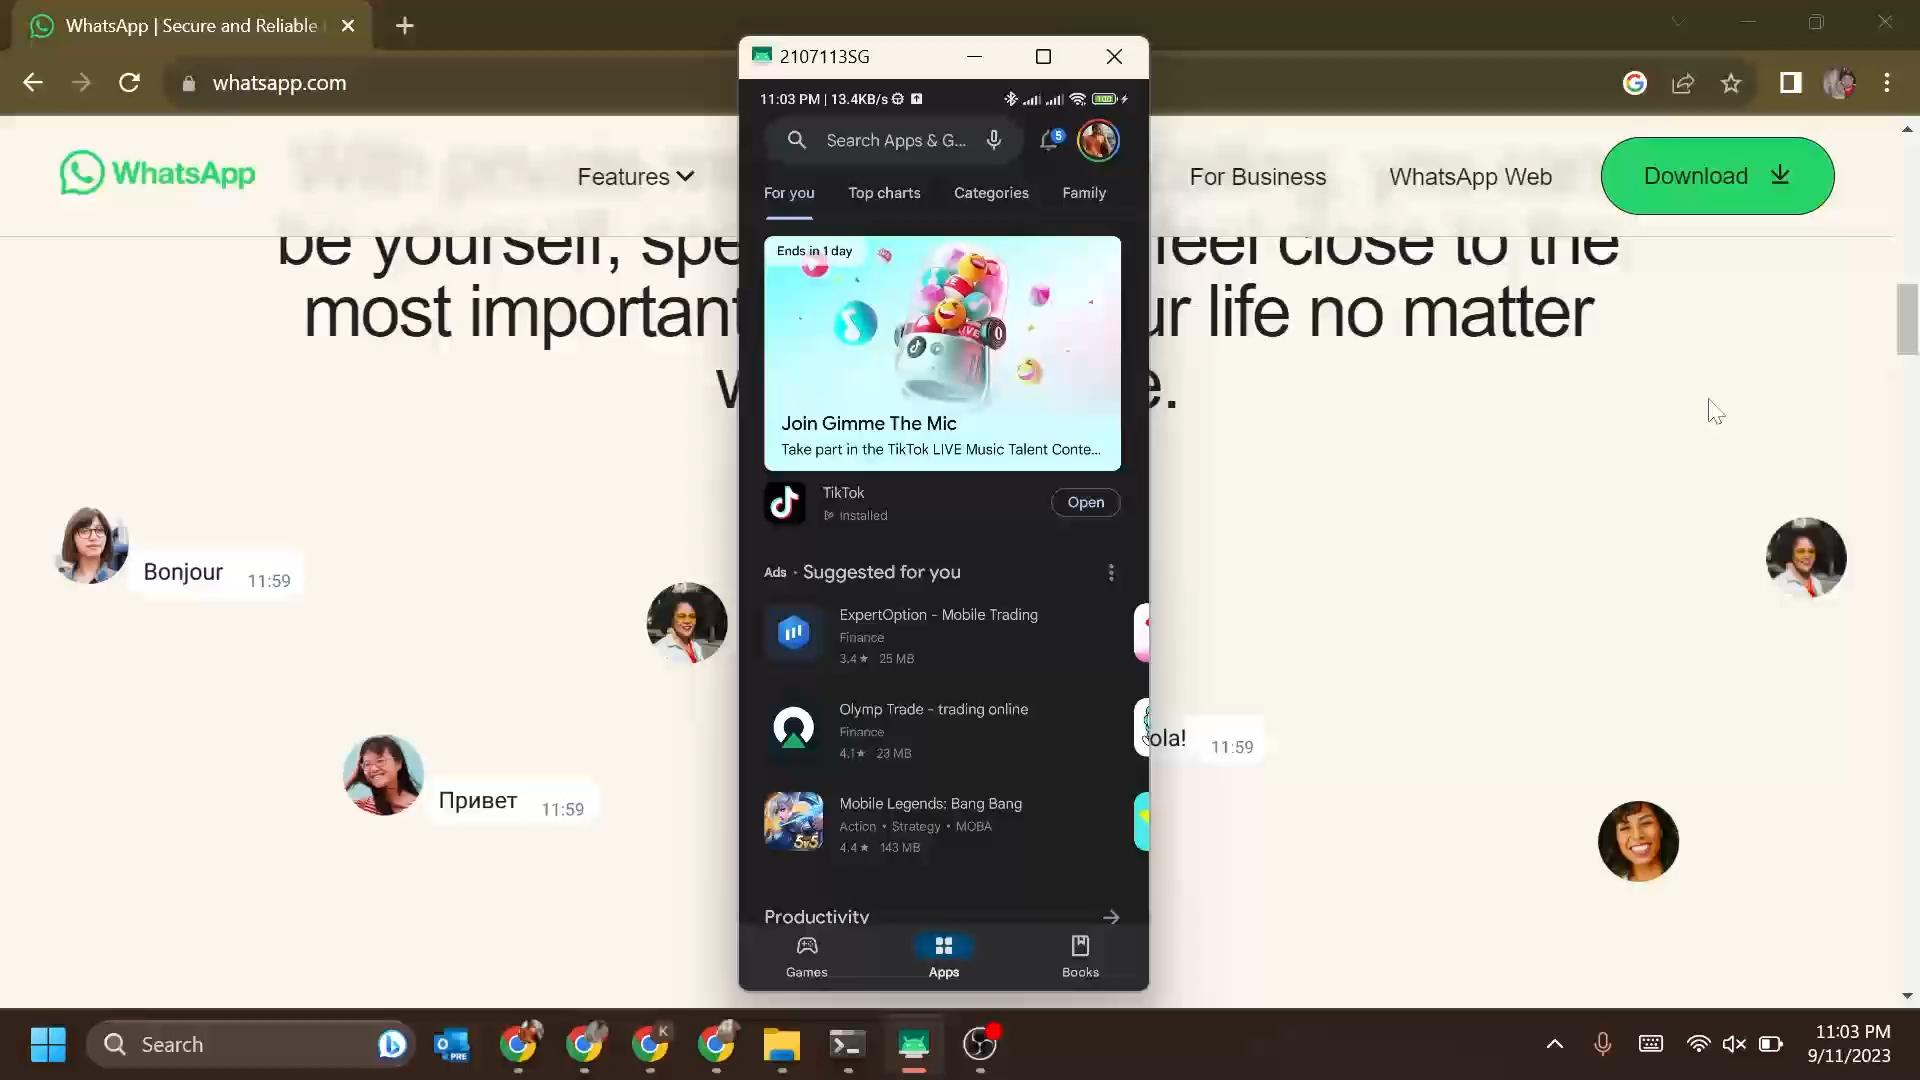 WhatsApp | Secure and Reliable
whatsapp.com
WhatsApp
Features
For Business
WhatsApp Web
Download
be yourself, spe
feel close to the
most important
ur life no matter
w
e.
Bonjour 11:59
Привет 11:59
ola! 11:59
2107113SG
11:03 PM | 13.4KB/s
100
Search Apps & G...
5
For you
Top charts
Categories
Family
Ends in 1 day
LIVE
Join Gimme The Mic
Take part in the TikTok LIVE Music Talent Conte...
TikTok
Installed
Open
Ads · Suggested for you
ExpertOption - Mobile Trading
Finance
3.4★ 25 MB
Olymp Trade - trading online
Finance
4.1★ 23 MB
5v5
Mobile Legends: Bang Bang
Action • Strategy • MOBA
4.4★ 143 MB
Productivity
Games
Apps
Books
Search
PRE
K
11:03 PM
9/11/2023